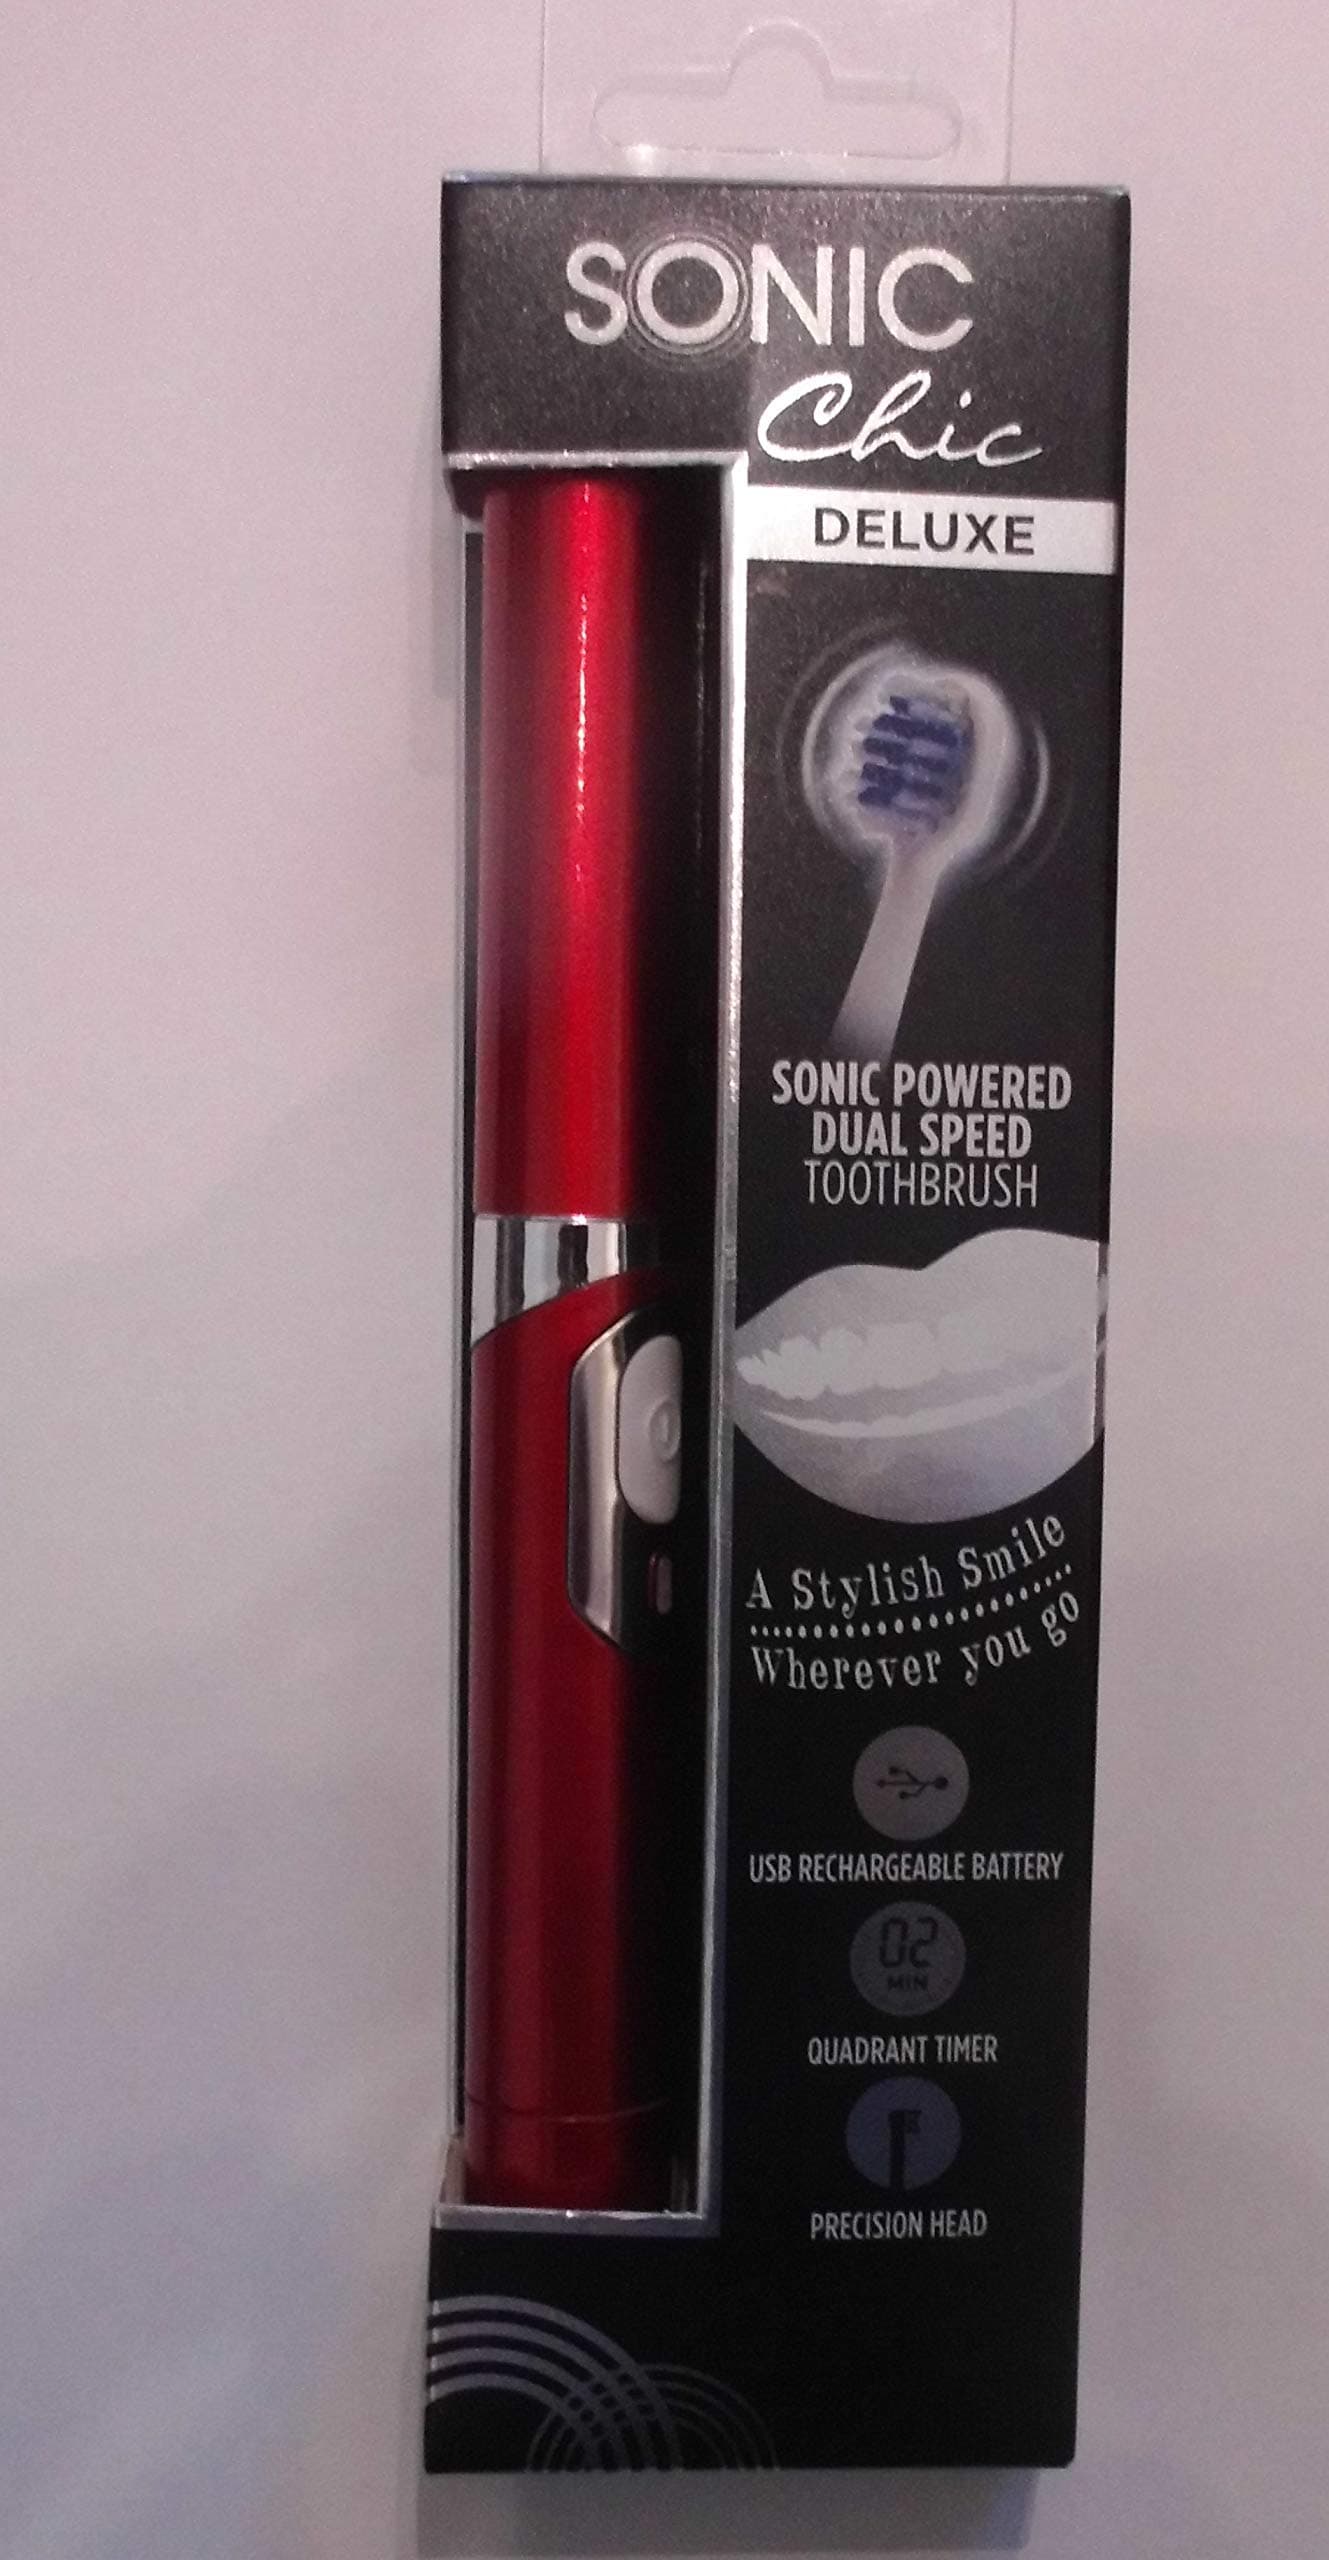 SONIC
Chic
DELUXE
SONIC POWERED
DUAL SPEED
TOOTHBRUSH
A Stylish Smile
Wherever you go
USB RECHARGEABLE BATTERY
02
MIN
QUADRANT TIMER
PRECISION HEAD